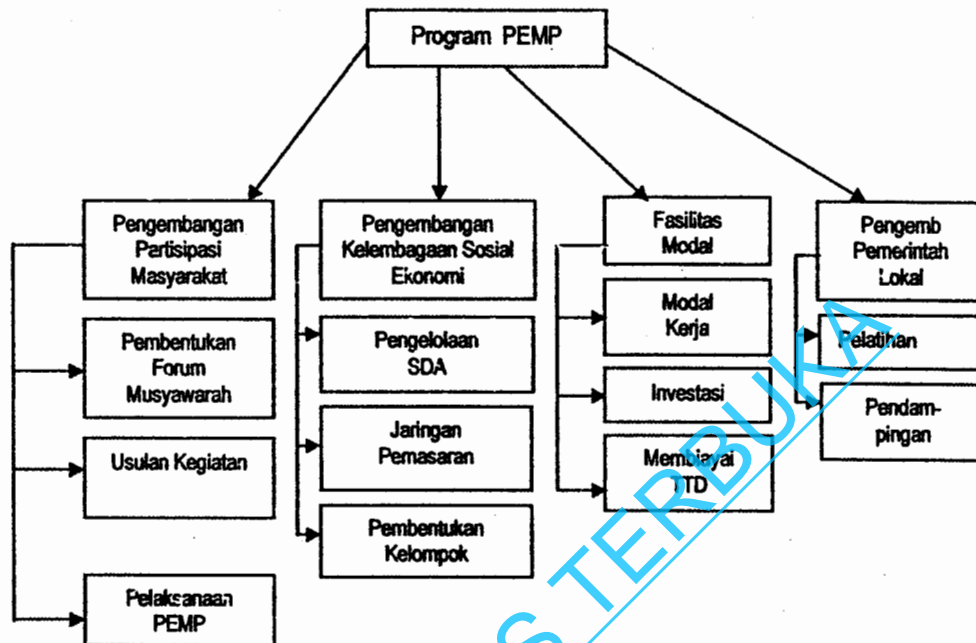 Program PEMP
Pengembangan
Partisipasi
Masyarakat
Pembentukan
Forum
Musyawarah
Usulan Kegiatan
Pelaksanaan
PEMP
Pengembangan
Kelembagaan Sosial
Ekonomi
Pengelolaan
SDA
Jaringan
Pemasaran
Pembentukan
Kelompok
Fasilitas
Modal
Modal
Kerja
Investasi
Membiayai
TTD
Pengemb
Pemerintah
Lokal
Pelatihan
Pendam-
pingan
S TERBUKA